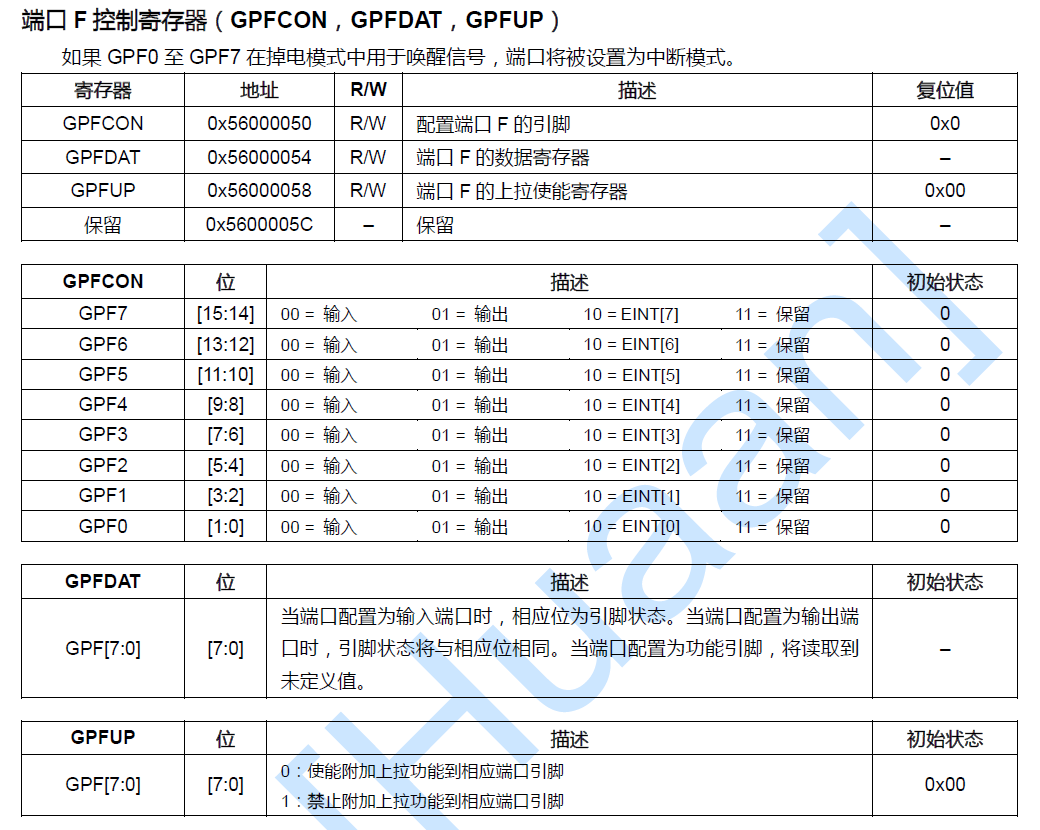 端口 F 控制寄存器（GPFCON，GPFDAT，GPFUP）
如果 GPF0 至 GPF7 在掉电模式中用于唤醒信号，端口将被设置为中断模式。
寄存器 地址 R/W 描述 复位值
GPFCON 0x56000050 R/W 配置端口 F 的引脚 0x0
GPFDAT 0x56000054 R/W 端口 F 的数据寄存器 –
GPFUP 0x56000058 R/W 端口 F 的上拉使能寄存器 0x00
保留 0x5600005C – 保留 –
GPFCON 位 描述 初始状态
GPF7 [15:14] 00 = 输入 01 = 输出 10 = EINT[7] 11 = 保留 0
GPF6 [13:12] 00 = 输入 01 = 输出 10 = EINT[6] 11 = 保留 0
GPF5 [11:10] 00 = 输入 01 = 输出 10 = EINT[5] 11 = 保留 0
GPF4 [9:8] 00 = 输入 01 = 输出 10 = EINT[4] 11 = 保留 0
GPF3 [7:6] 00 = 输入 01 = 输出 10 = EINT[3] 11 = 保留 0
GPF2 [5:4] 00 = 输入 01 = 输出 10 = EINT[2] 11 = 保留 0
GPF1 [3:2] 00 = 输入 01 = 输出 10 = EINT[1] 11 = 保留 0
GPF0 [1:0] 00 = 输入 01 = 输出 10 = EINT[0] 11 = 保留 0
GPFDAT 位 描述 初始状态
GPF[7:0] [7:0] 当端口配置为输入端口时，相应位为引脚状态。当端口配置为输出端
口时，引脚状态将与相应位相同。当端口配置为功能引脚，将读取到
未定义值。 –
GPFUP 位 描述 初始状态
GPF[7:0] [7:0] 0：使能附加上拉功能到相应端口引脚
1：禁止附加上拉功能到相应端口引脚 0x00
[Huaan]